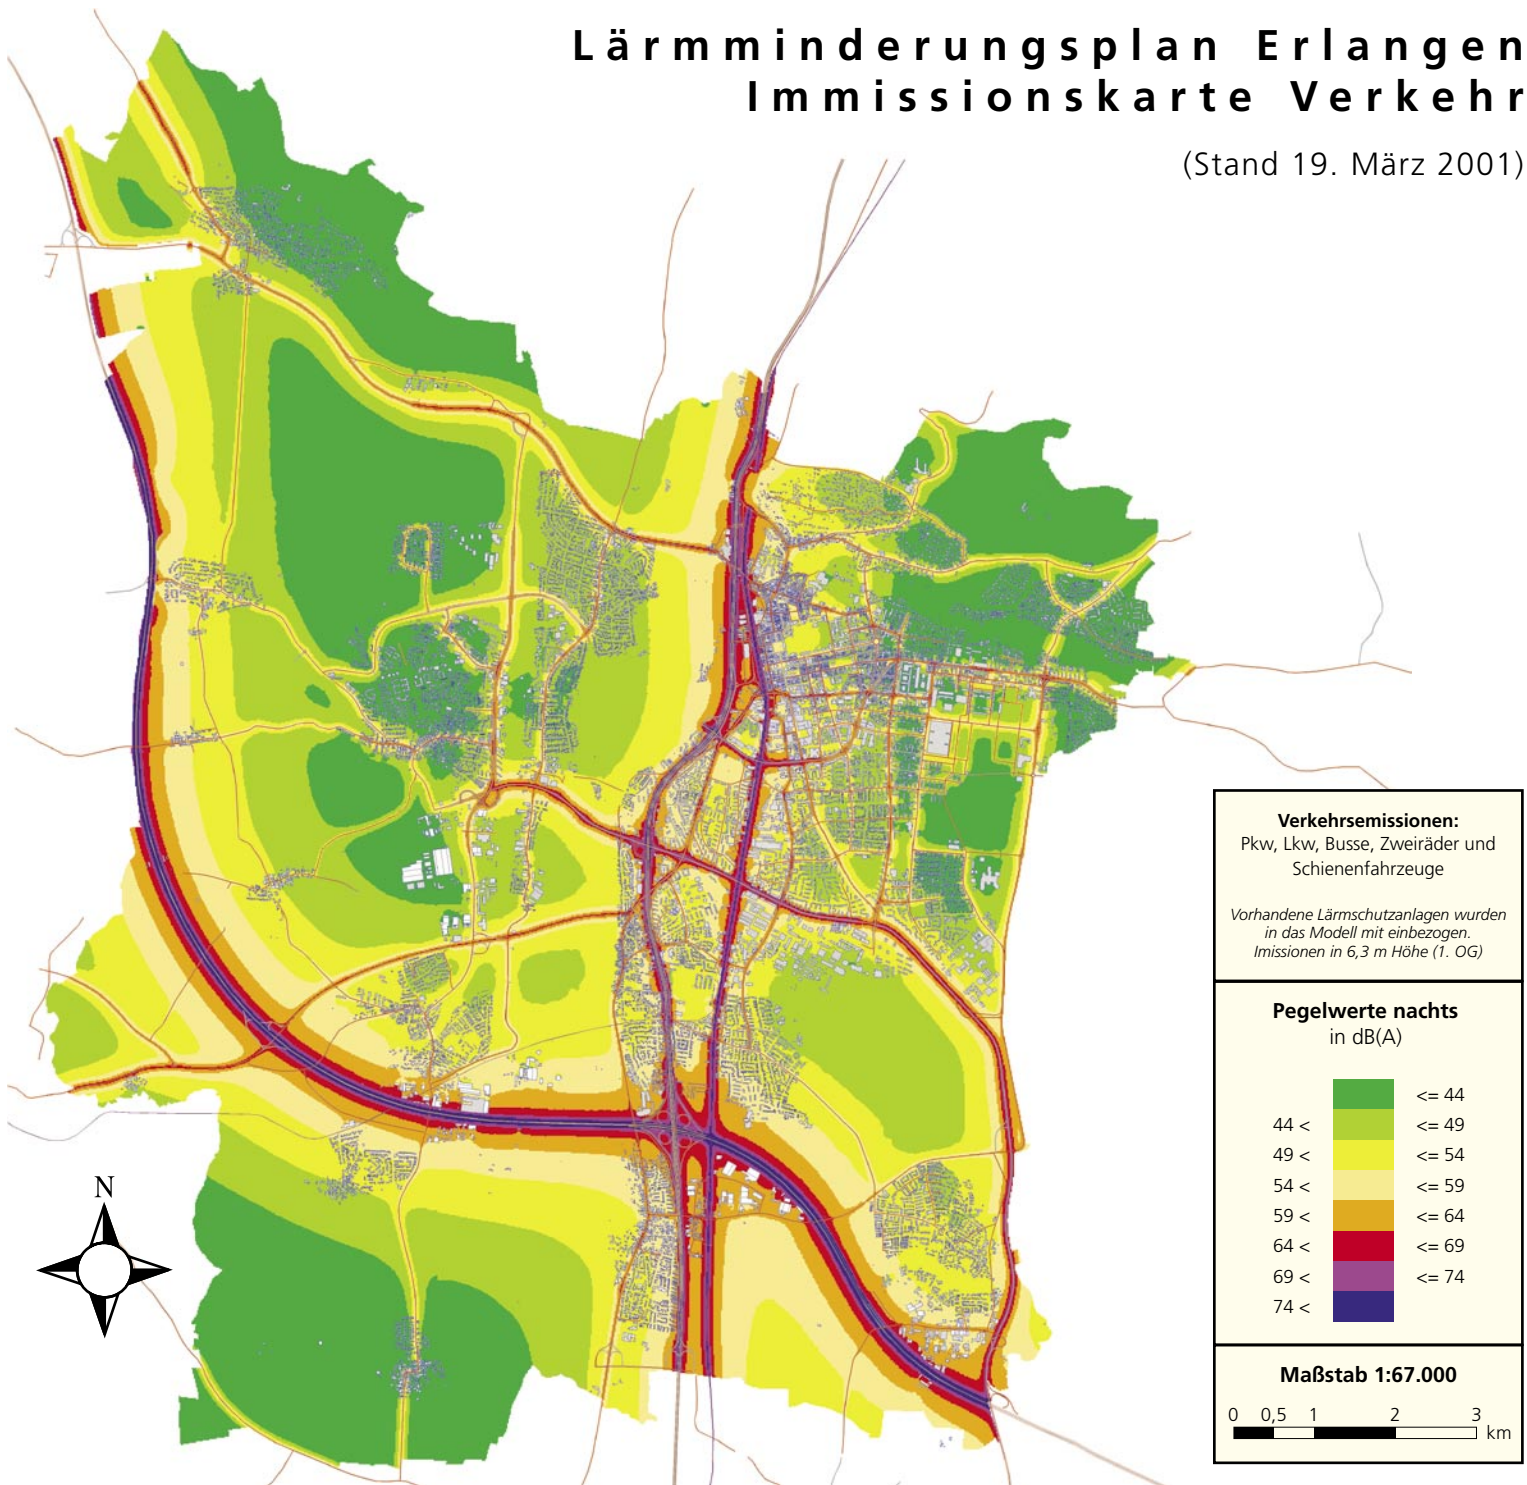 Lärmminderungsplan Erlangen
Immissionskarte Verkehr
(Stand 19. März 2001)
Verkehrsemissionen:
Pkw, Lkw, Busse, Zweiräder und
Schienenfahrzeuge
Vorhandene Lärmschutzanlagen wurden
in das Modell mit einbezogen.
Imissionen in 6,3 m Höhe (1. OG)
Pegelwerte nachts
in dB(A)
<= 44
44 < <= 49
49 < <= 54
54 < <= 59
59 < <= 64
64 < <= 69
69 < <= 74
74 <
N
Maßstab 1:67.000
0 0,5 1 2 3
km